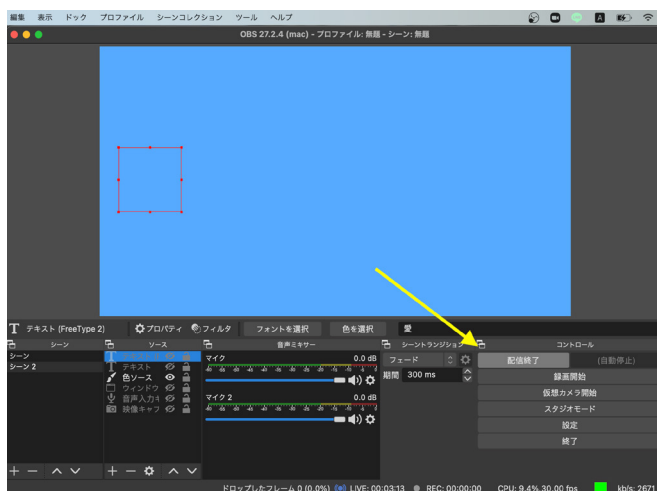 編集 表示 ドック プロファイル シーンコレクション ツール ヘルプ
A
OBS 27.2.4 (mac) - プロファイル: 無題 - シーン: 無題
T テキスト (FreeType 2) プロパティ フィルタ フォントを選択 色を選択 愛
シーン ソース 音声ミキサー シーントランジション コントロール
シーン
シーン 2
テキスト
色ソース
ウィンドウ
音声入力キ
映像キャプ
マイク 0.0 dB
マイク 2 0.0 dB
フェード
期間 300 ms
配信終了 (自動停止)
録画開始
仮想カメラ開始
スタジオモード
設定
終了
ドロップしたフレーム 0 (0.0%) LIVE: 00:03:13 REC: 00:00:00 CPU: 9.4%, 30.00 fps kb/s: 2671